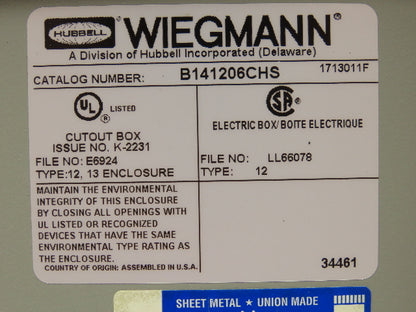 HUBBELL WIEGMANN
A Division of Hubbell Incorporated (Delaware)
CATALOG NUMBER: B141206CHS 1713011F
UL LISTED
CUTOUT BOX
ISSUE NO. K-2231
FILE NO: E6924
TYPE: 12, 13 ENCLOSURE
SA
ELECTRIC BOX/BOITE ELECTRIQUE
FILE NO.: LL66078
TYPE: 12
MAINTAIN THE ENVIRONMENTAL
INTEGRITY OF THIS ENCLOSURE
BY CLOSING ALL OPENINGS WITH
UL LISTED OR RECOGNIZED
DEVICES THAT HAVE THE SAME
ENVIRONMENTAL TYPE RATING AS
THE ENCLOSURE.
COUNTRY OF ORIGIN: ASSEMBLED IN U.S.A.
34461
SHEET METAL ★ UNION MADE